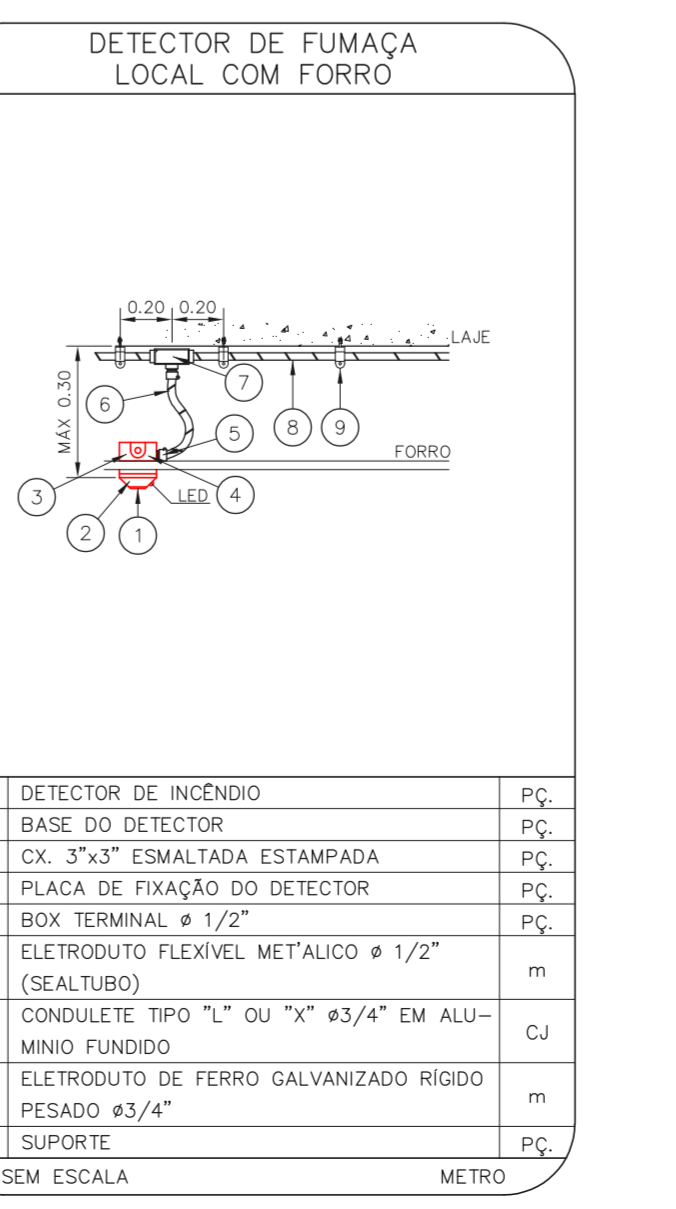 DETECTOR DE FUMAÇA
LOCAL COM FORRO
0.20 0.20
LAJE
MÁX 0.30
7
6
5
8
9
FORRO
3
LED
4
2
1
DETECTOR DE INCÊNDIO PÇ.
BASE DO DETECTOR PÇ.
CX. 3”x3” ESMALTADA ESTAMPADA PÇ.
PLACA DE FIXAÇÃO DO DETECTOR PÇ.
BOX TERMINAL ø 1/2” PÇ.
ELETRODUTO FLEXÍVEL MET’ALICO ø 1/2”
(SEALTUBO) m
CONDULETE TIPO ”L” OU ”X” ø3/4” EM ALU–
MINIO FUNDIDO CJ
ELETRODUTO DE FERRO GALVANIZADO RÍGIDO
PESADO ø3/4” m
SUPORTE PÇ.
SEM ESCALA METRO